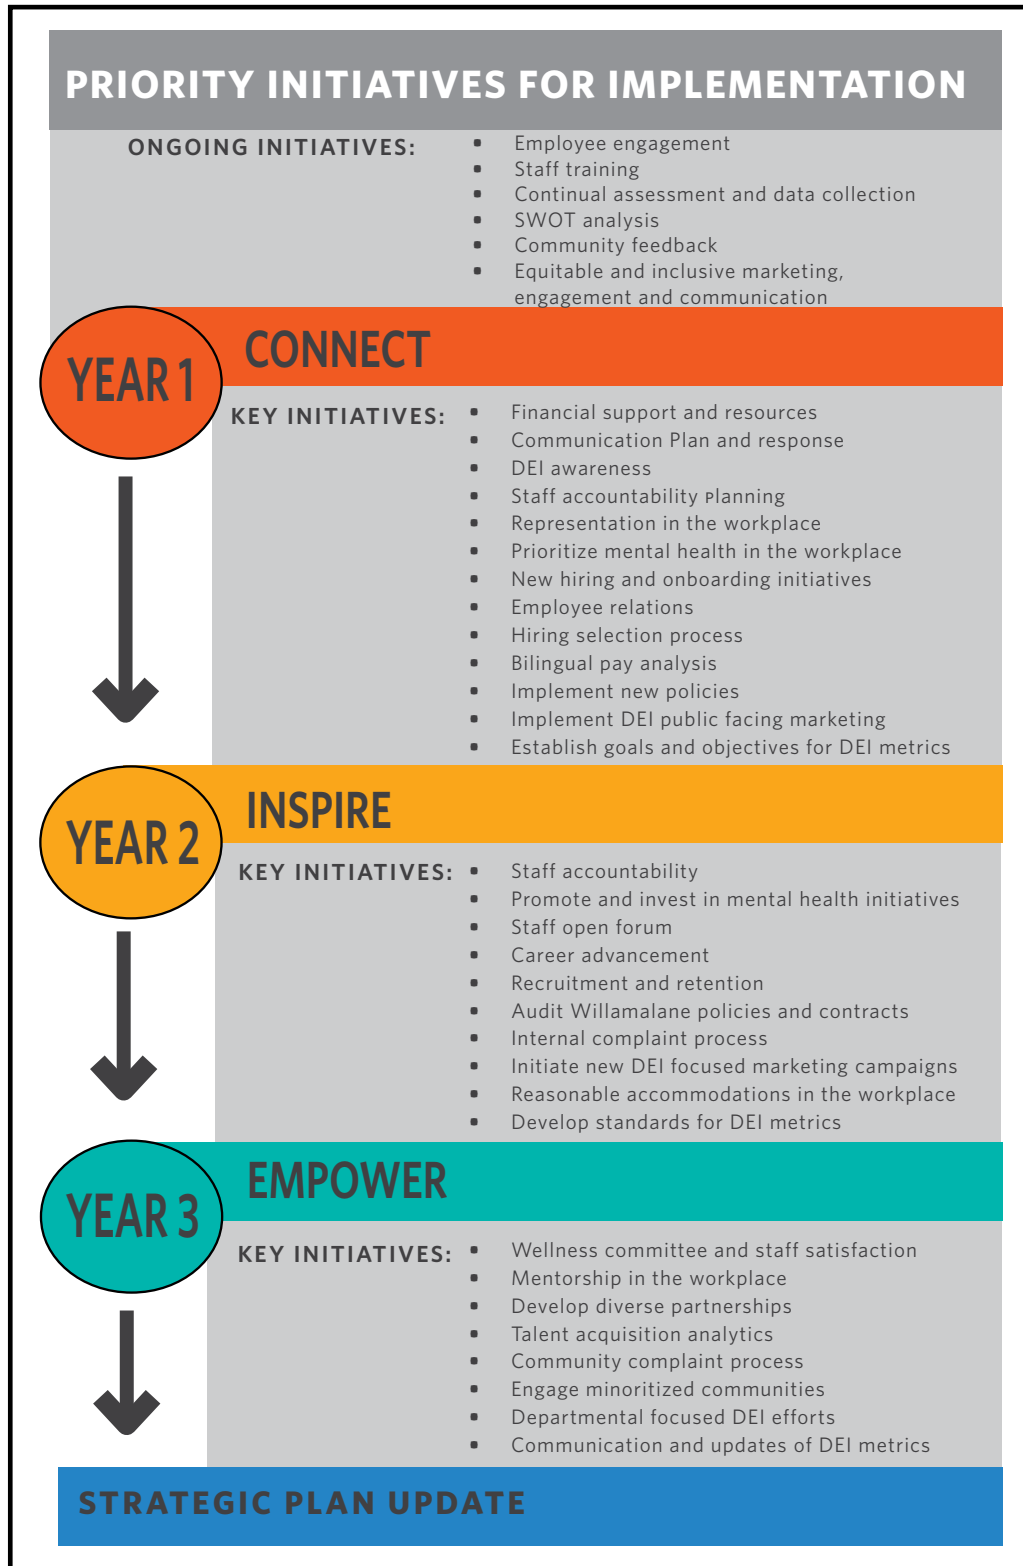 PRIORITY INITIATIVES FOR IMPLEMENTATION
ONGOING INITIATIVES:
▪ Employee engagement
▪ Staff training
▪ Continual assessment and data collection
▪ SWOT analysis
▪ Community feedback
▪ Equitable and inclusive marketing,
engagement and communication
YEAR 1
CONNECT
KEY INITIATIVES:
▪ Financial support and resources
▪ Communication Plan and response
▪ DEI awareness
▪ Staff accountability Planning
▪ Representation in the workplace
▪ Prioritize mental health in the workplace
▪ New hiring and onboarding initiatives
▪ Employee relations
▪ Hiring selection process
▪ Bilingual pay analysis
▪ Implement new policies
▪ Implement DEI public facing marketing
▪ Establish goals and objectives for DEI metrics
YEAR 2
INSPIRE
KEY INITIATIVES:
▪ Staff accountability
▪ Promote and invest in mental health initiatives
▪ Staff open forum
▪ Career advancement
▪ Recruitment and retention
▪ Audit Willamalane policies and contracts
▪ Internal complaint process
▪ Initiate new DEI focused marketing campaigns
▪ Reasonable accommodations in the workplace
▪ Develop standards for DEI metrics
YEAR 3
EMPOWER
KEY INITIATIVES:
▪ Wellness committee and staff satisfaction
▪ Mentorship in the workplace
▪ Develop diverse partnerships
▪ Talent acquisition analytics
▪ Community complaint process
▪ Engage minoritized communities
▪ Departmental focused DEI efforts
▪ Communication and updates of DEI metrics
STRATEGIC PLAN UPDATE